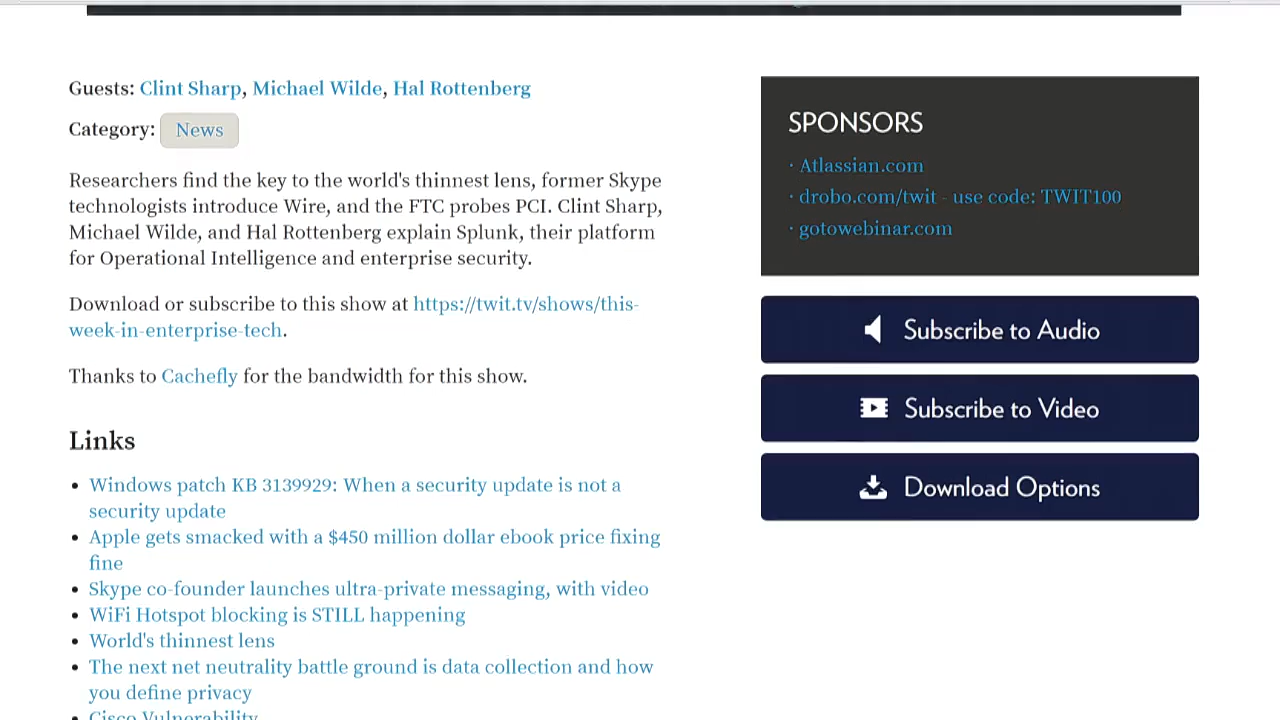 Guests: Clint Sharp, Michael Wilde, Hal Rottenberg
Category: News
Researchers find the key to the world's thinnest lens, former Skype
technologists introduce Wire, and the FTC probes PCI. Clint Sharp,
Michael Wilde, and Hal Rottenberg explain Splunk, their platform
for Operational Intelligence and enterprise security.
Download or subscribe to this show at https://twit.tv/shows/this-
week-in-enterprise-tech.
Thanks to Cachefly for the bandwidth for this show.
Links
• Windows patch KB 3139929: When a security update is not a
security update
• Apple gets smacked with a $450 million dollar ebook price fixing
fine
• Skype co-founder launches ultra-private messaging, with video
• WiFi Hotspot blocking is STILL happening
• World's thinnest lens
• The next net neutrality battle ground is data collection and how
you define privacy
• Cisco Vulnerability
SPONSORS
· Atlassian.com
· drobo.com/twit - use code: TWIT100
· gotowebinar.com
Subscribe to Audio
Subscribe to Video
Download Options